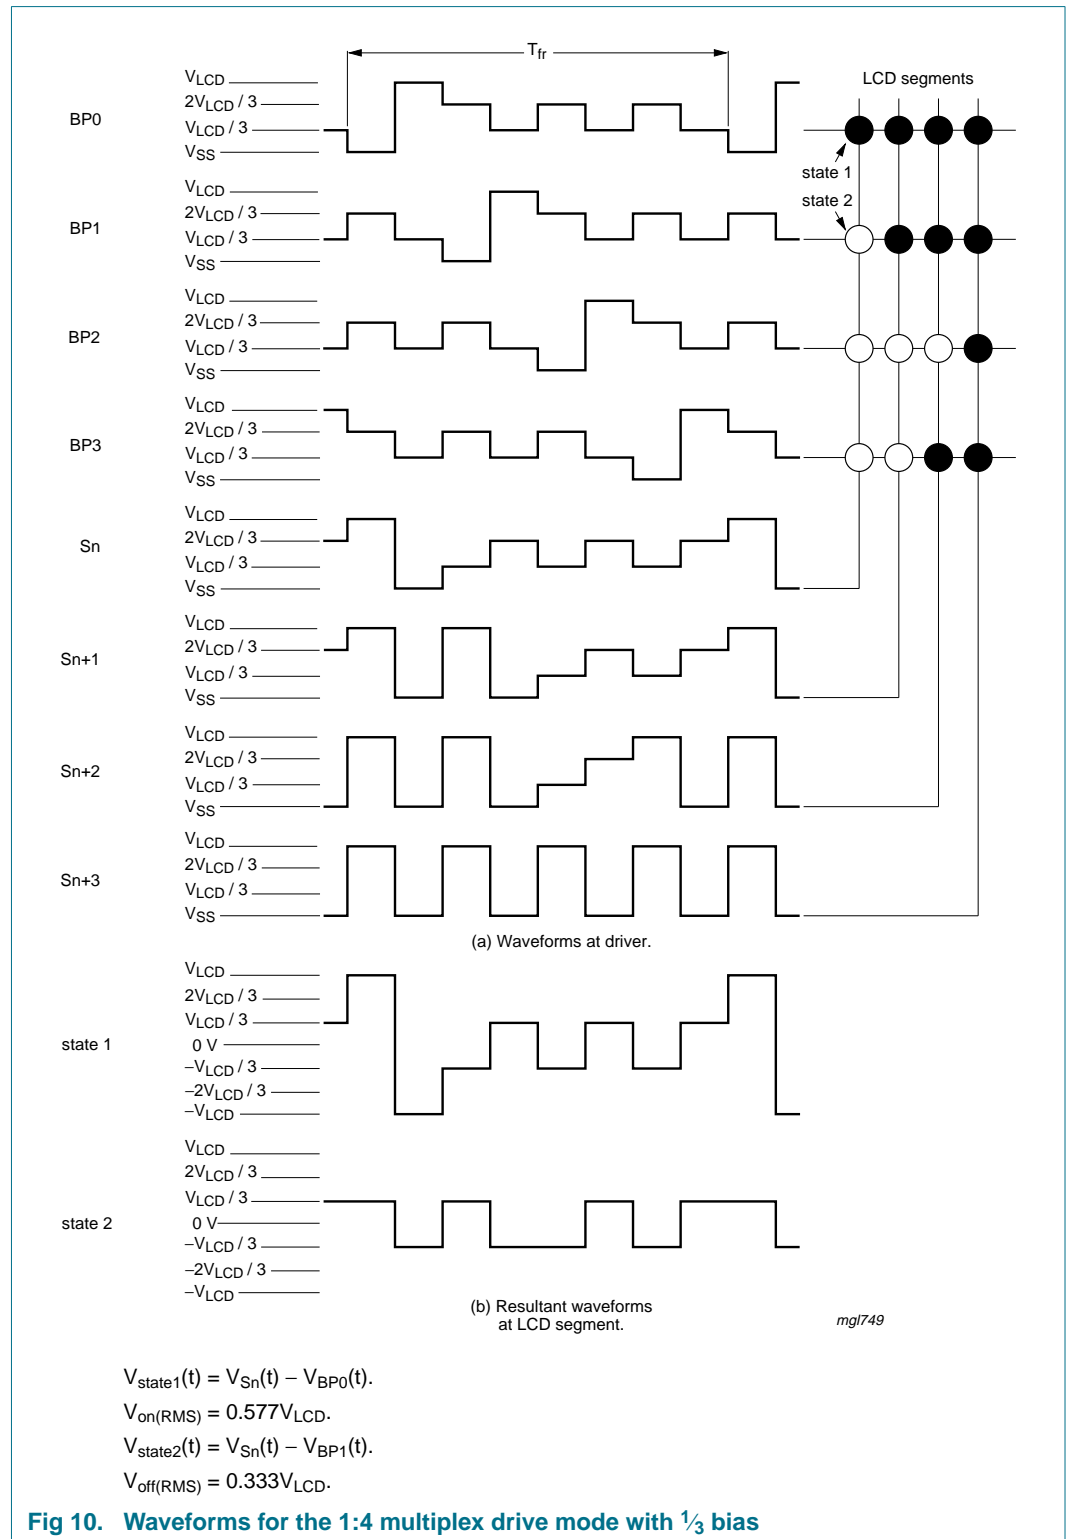 Tfr
LCD segments
BP0
VLCD
2VLCD / 3
VLCD / 3
VSS
state 1
state 2
BP1
VLCD
2VLCD / 3
VLCD / 3
VSS
BP2
VLCD
2VLCD / 3
VLCD / 3
VSS
BP3
VLCD
2VLCD / 3
VLCD / 3
VSS
Sn
VLCD
2VLCD / 3
VLCD / 3
VSS
Sn+1
VLCD
2VLCD / 3
VLCD / 3
VSS
Sn+2
VLCD
2VLCD / 3
VLCD / 3
VSS
Sn+3
VLCD
2VLCD / 3
VLCD / 3
VSS
(a) Waveforms at driver.
state 1
VLCD
2VLCD / 3
VLCD / 3
0 V
−VLCD / 3
−2VLCD / 3
−VLCD
state 2
VLCD
2VLCD / 3
VLCD / 3
0 V
−VLCD / 3
−2VLCD / 3
−VLCD
(b) Resultant waveforms
at LCD segment.
mgl749
Vstate1(t) = VSn(t) − VBP0(t).
Von(RMS) = 0.577VLCD.
Vstate2(t) = VSn(t) − VBP1(t).
Voff(RMS) = 0.333VLCD.
Fig 10. Waveforms for the 1:4 multiplex drive mode with 1⁄3 bias